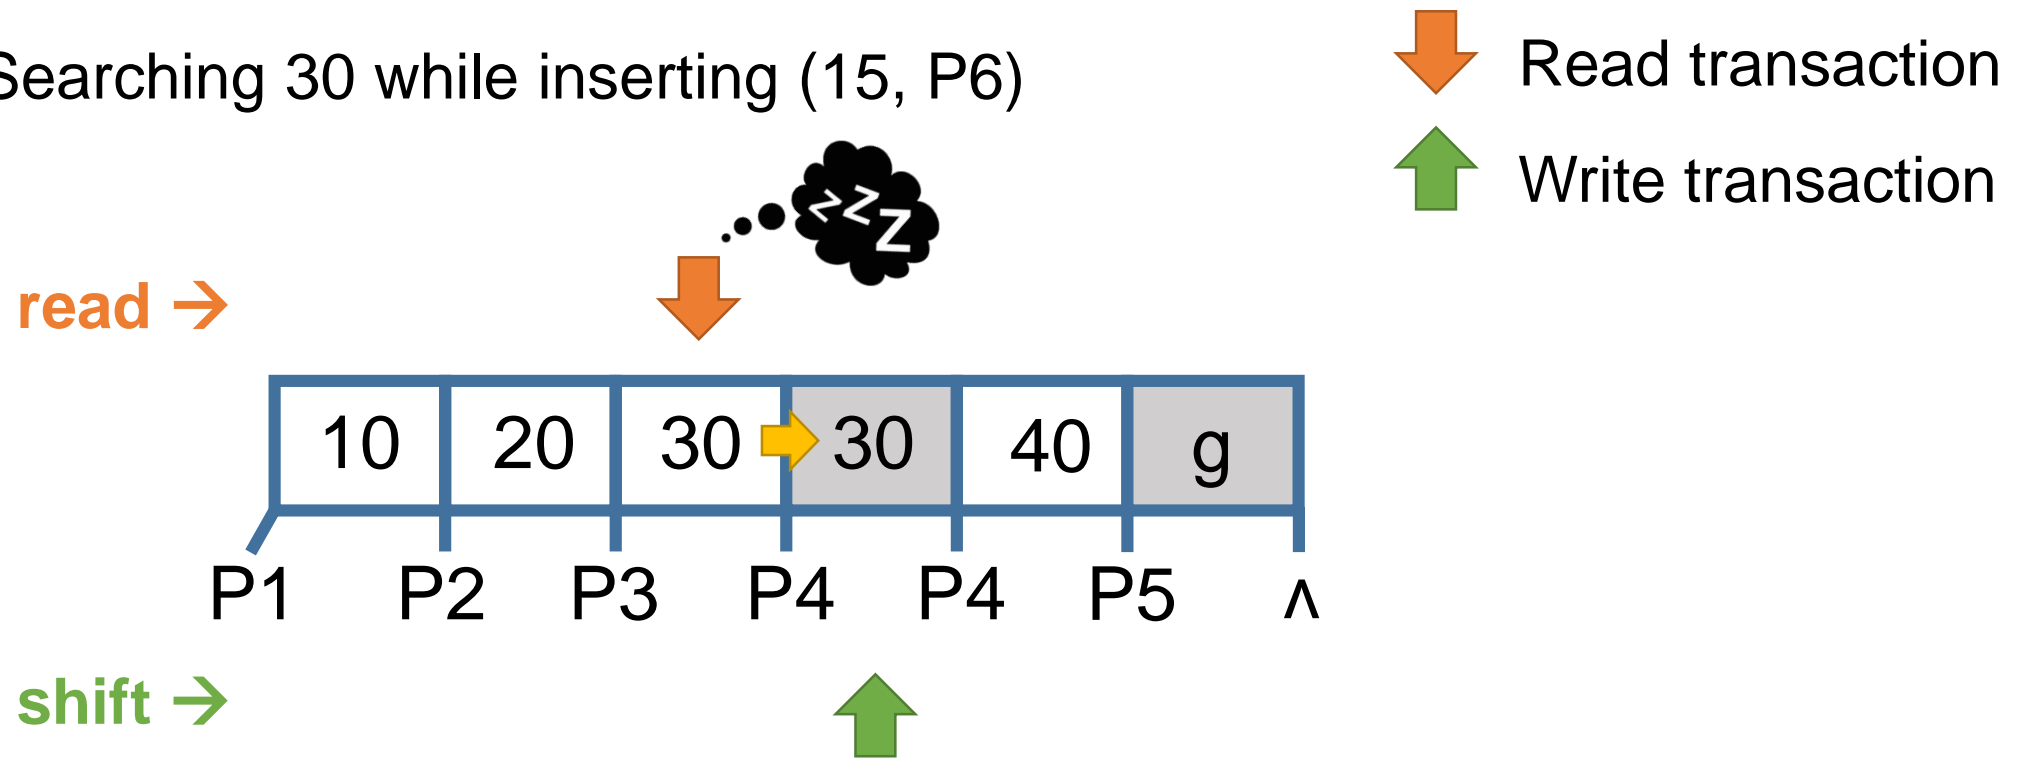 Searching 30 while inserting (15, P6)
Read transaction
Write transaction
z z z
read →
10 20 30 30 40 g
P1 P2 P3 P4 P4 P5 ʌ
shift →